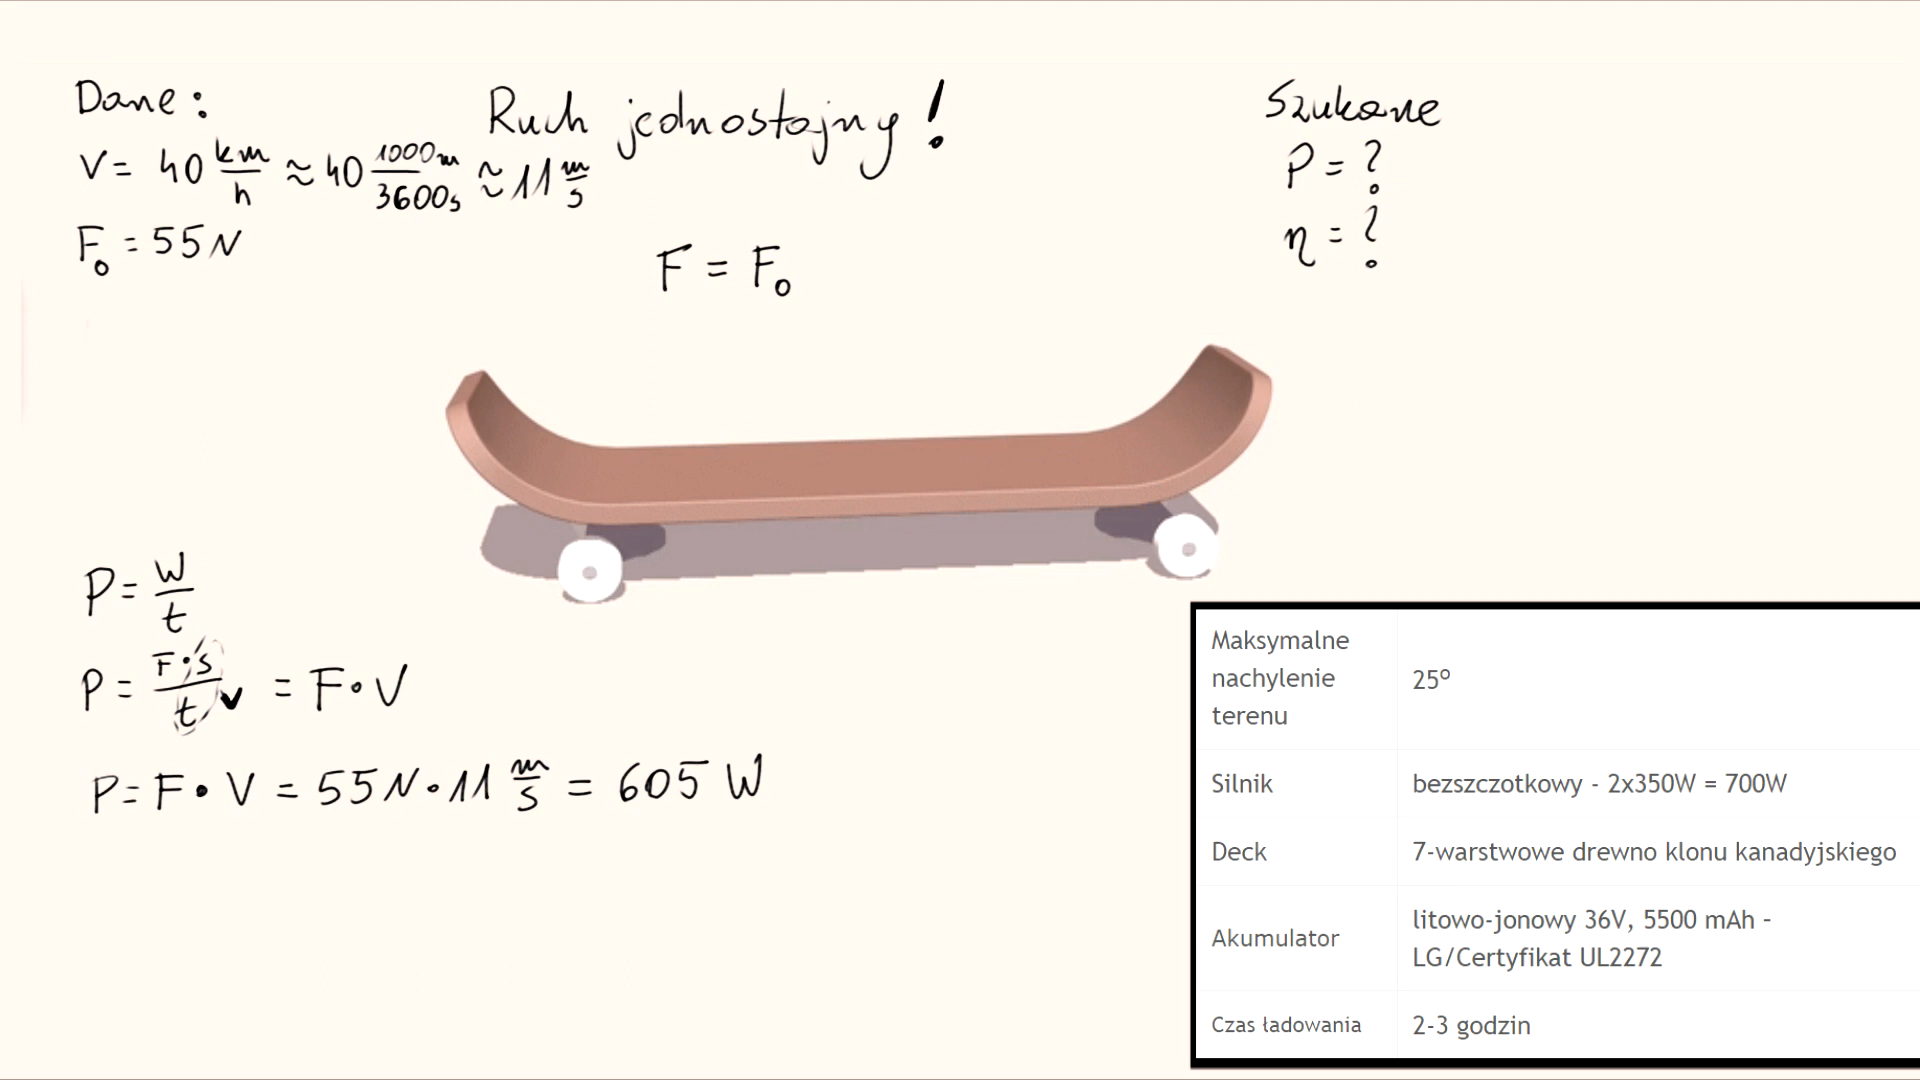 Dane:
Ruch jednostajny!
Szukane
V = 40 km/h ≈ 40 1000m/3600s ≈ 11 m/s
P = ?
F₀ = 55N
η = ?
F = F₀
P = W/t
P = F·s/t V = F·V
P = F·V = 55N·11 m/s = 605 W
Maksymalne
nachylenie
terenu
25º
Silnik
bezszczotkowy - 2x350W = 700W
Deck
7-warstwowe drewno klonu kanadyjskiego
Akumulator
litowo-jonowy 36V, 5500 mAh -
LG/Certyfikat UL2272
Czas ładowania
2-3 godzin